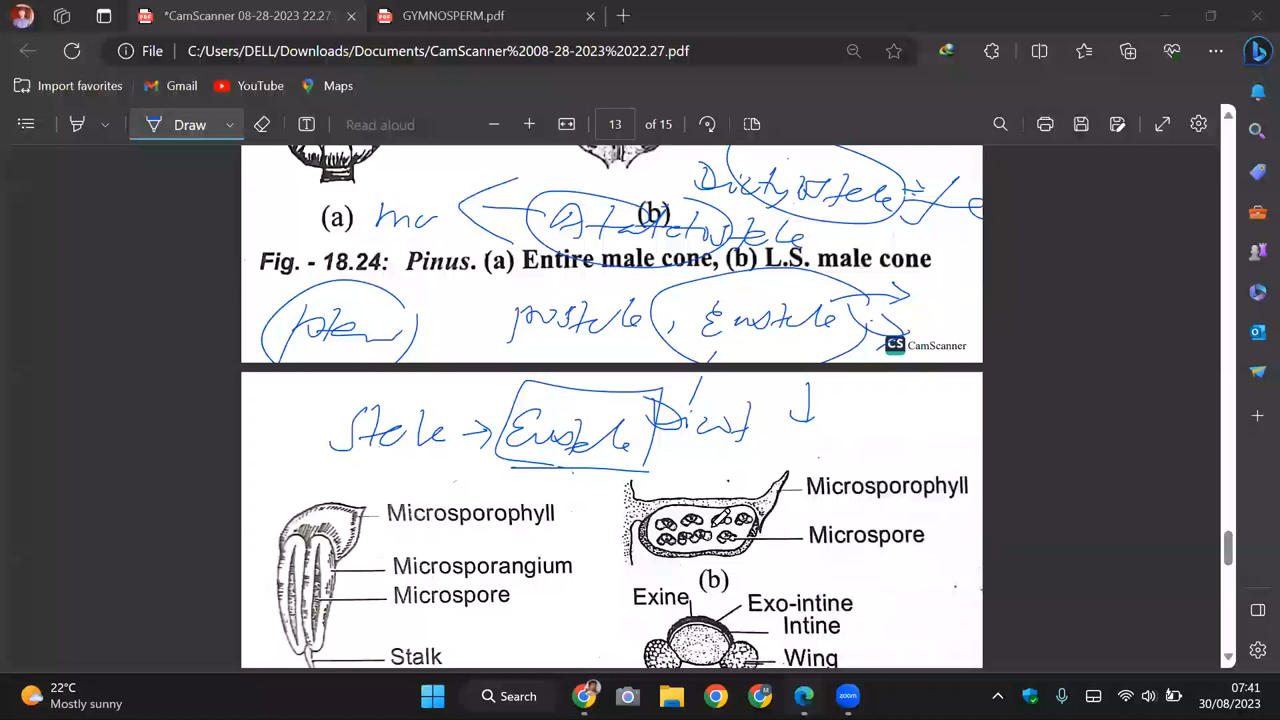 *CamScanner 08-28-2023 22.27.
GYMNOSPERM.pdf
File
C:/Users/DELL/Downloads/Documents/CamScanner%2008-28-2023%2022.27.pdf
Import favorites
Gmail
YouTube
Maps
Draw
Read aloud
13 of 15
Dictyostele
(a)
(b)
Atactostele
Fig. - 18.24: Pinus. (a) Entire male cone, (b) L.S. male cone
Eustele
CS CamScanner
Stele → Eustele Dicot
Microsporophyll
Microsporophyll
Microspore
Microsporangium
(b)
Microspore
Exine
Exo-intine
Intine
Stalk
Wing
22°C
Mostly sunny
Search
zoom
07:41
30/08/2023